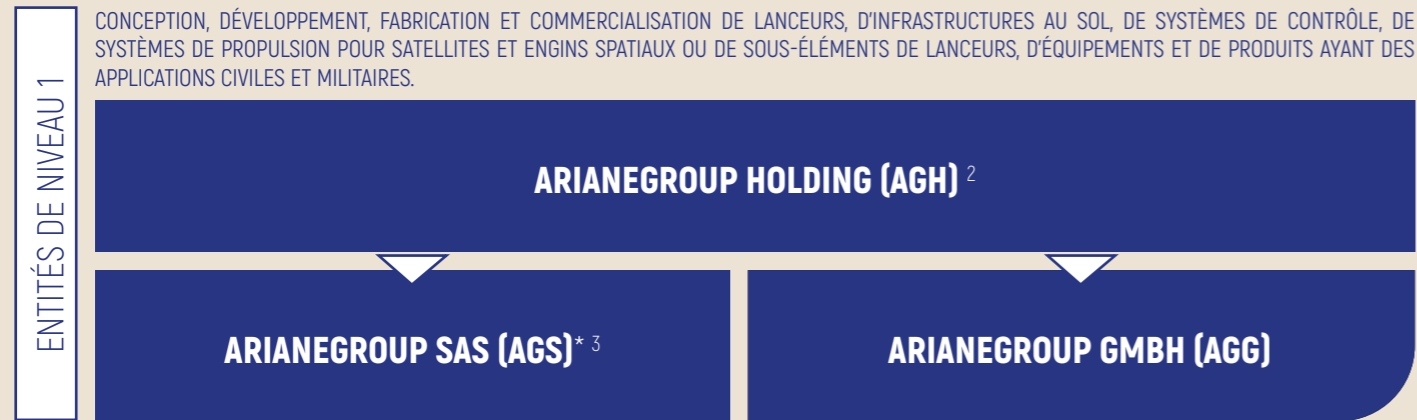 CONCEPTION, DÉVELOPPEMENT, FABRICATION ET COMMERCIALISATION DE LANCEURS, D'INFRASTRUCTURES AU SOL, DE SYSTÈMES DE CONTRÔLE, DE
SYSTÈMES DE PROPULSION POUR SATELLITES ET ENGINS SPATIAUX OU DE SOUS-ÉLÉMENTS DE LANCEURS, D'ÉQUIPEMENTS ET DE PRODUITS AYANT DES
APPLICATIONS CIVILES ET MILITAIRES.
ENTITÉS DE NIVEAU 1
ARIANEGROUP HOLDING (AGH) 2
ARIANEGROUP SAS (AGS)* 3
ARIANEGROUP GMBH (AGG)